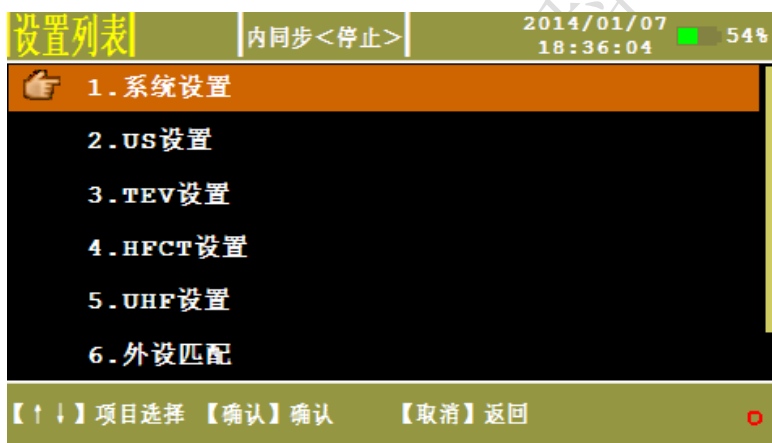 设置列表 内同步<停止> 2014/01/07 54%
18:36:04
1.系统设置
2.US设置
3.TEV设置
4.HFCT设置
5.UHF设置
6.外设匹配
【↑↓】项目选择 【确认】确认 【取消】返回